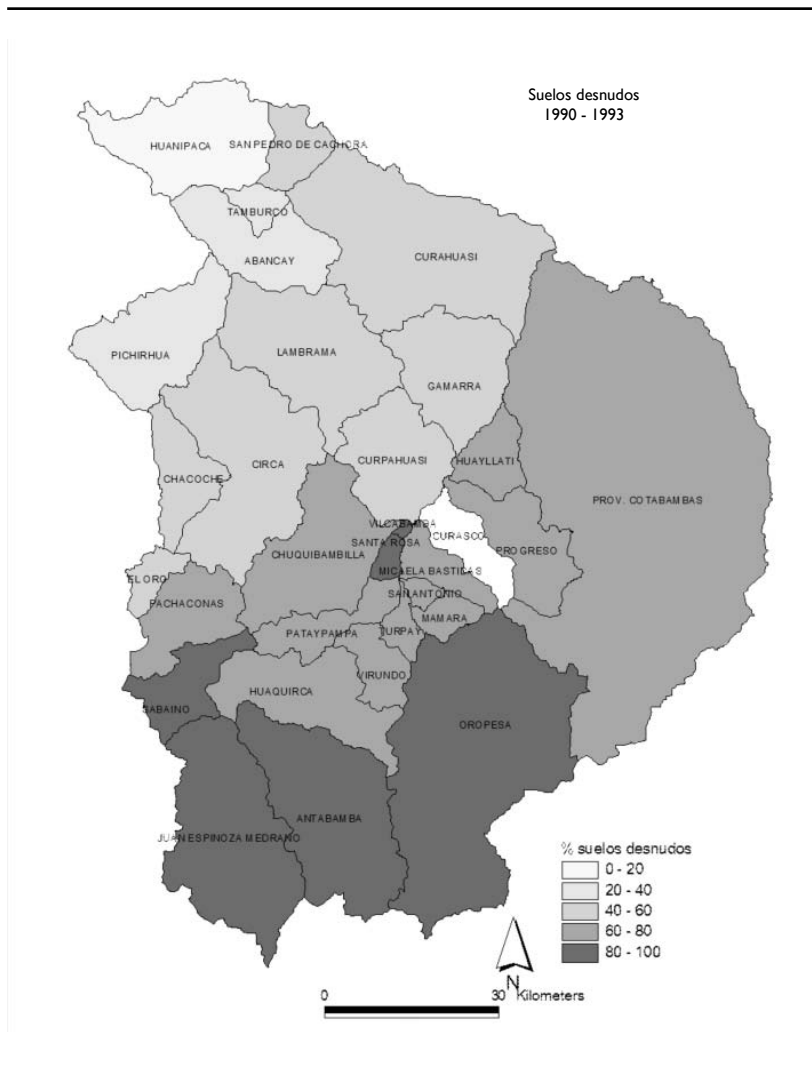 Suelos desnudos
1990 - 1993
HUANIPACA
SAN PEDRO DE CACHORA
TAMBURCO
ABANCAY
CURAHUASI
PICHIRHUA
LAMBRAMA
GAMARRA
CHACOCHE
CIRCA
CURPAHUASI
HUAYLLATI
PROV. COTABAMBAS
VILCABAMBA
SANTA ROSA
CURASCO
CHUQUIBAMBILLA
PROGRESO
MICAELA BASTIDAS
EL ORO
PACHACONAS
SAN ANTONIO
MAMARA
PATAYPAMPA
TURPAY
VIRUNDO
HUAQUIRCA
SABAINO
OROPESA
ANTABAMBA
JUAN ESPINOZA MEDRANO
% suelos desnudos
0 - 20
20 - 40
40 - 60
60 - 80
80 - 100
N
0 30 Kilometers